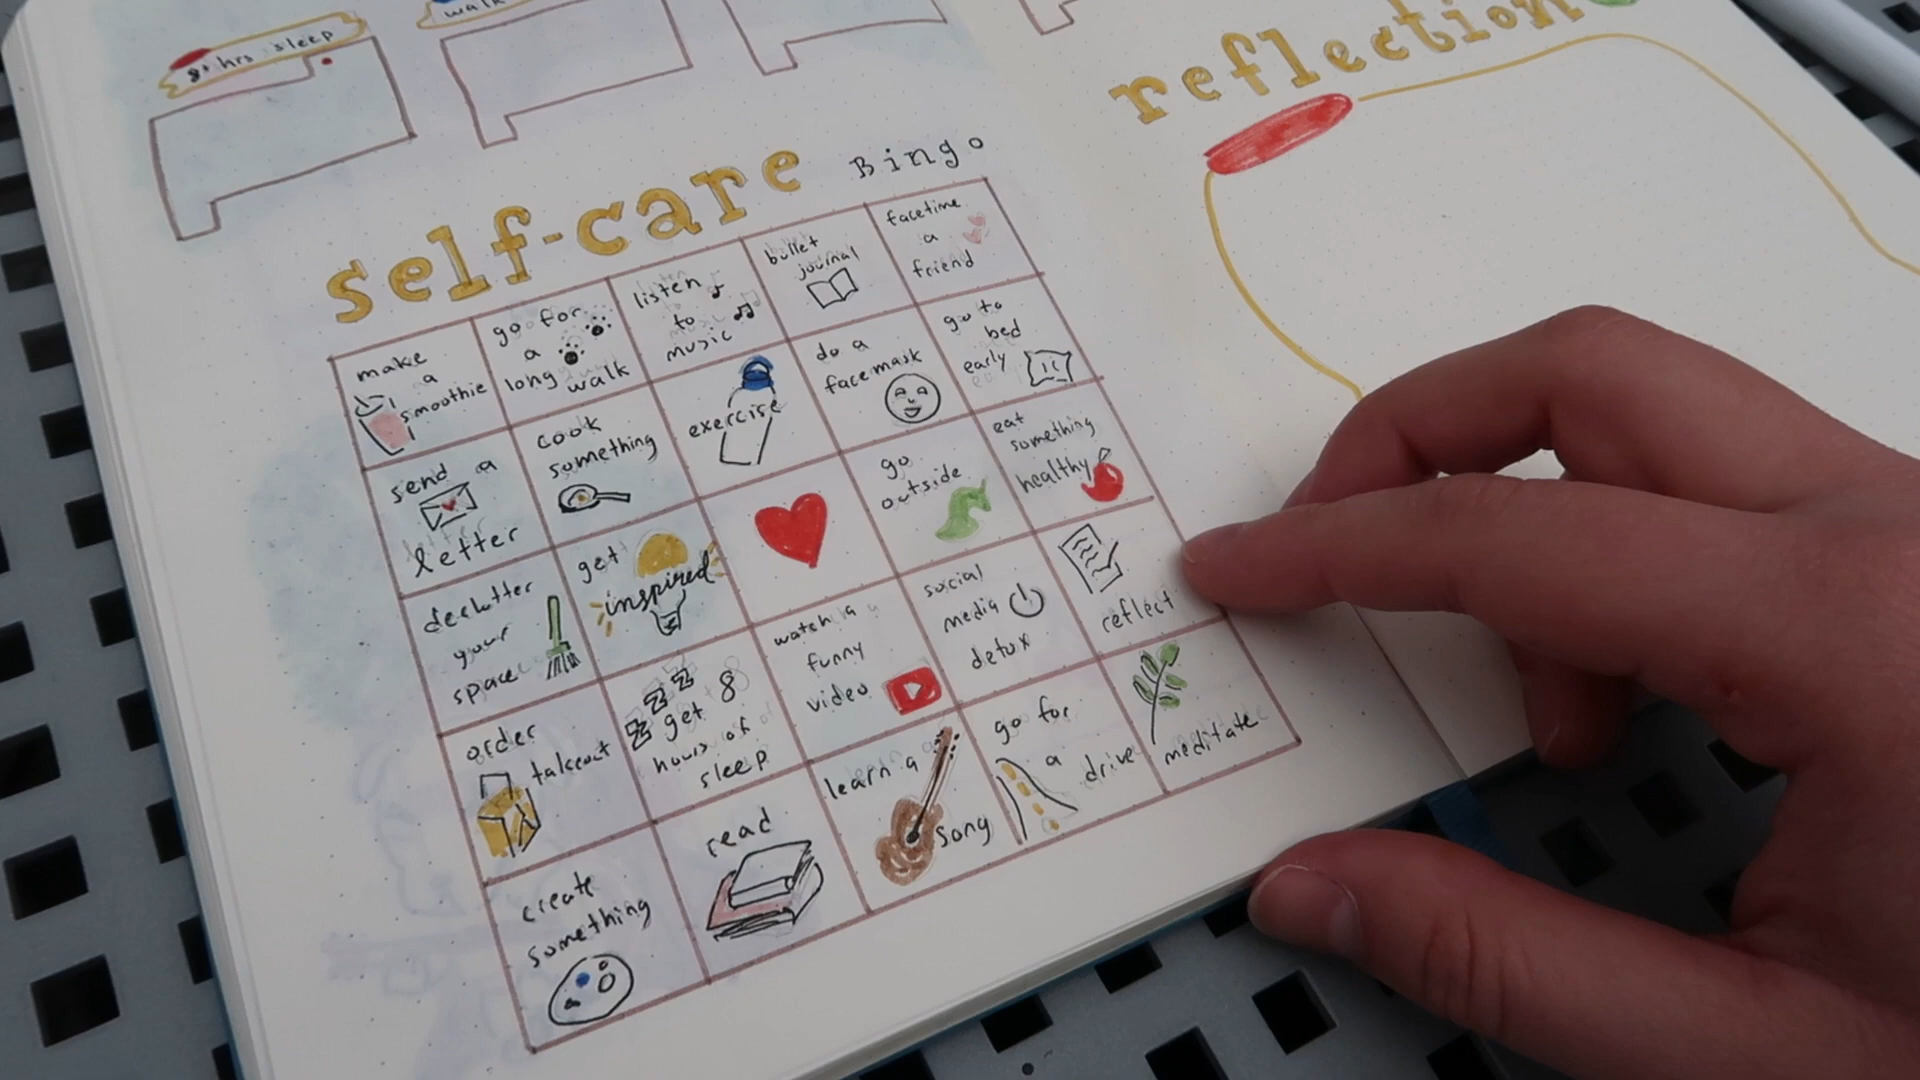 8+ hrs sleep
walk
reflection
self-care Bingo
make
a
smoothie
go for
a
long walk
listen
to
music
bullet
journal
facetime
a
friend
send a
letter
cook
something
exercise
do a
facemask
go to
bed
early
declutter
your
space
get
inspired
go
outside
eat
something
healthy
order
takeout
zzz
get 8
hours of
sleep
watch a
funny
video
social
media
detox
reflect
create
something
read
learn a
song
go for
a drive
meditate